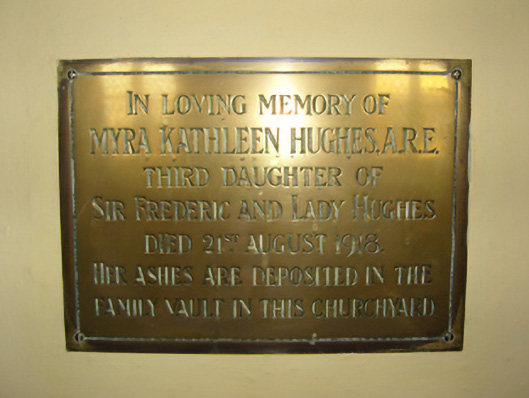 IN LOVING MEMORY OF
MYRA KATHLEEN HUGHES. A.R.E.
THIRD DAUGHTER OF
SIR FREDERIC AND LADY HUGHES
DIED 21ST AUGUST 1918.
HER ASHES ARE DEPOSITED IN THE
FAMILY VAULT IN THIS CHURCHYARD